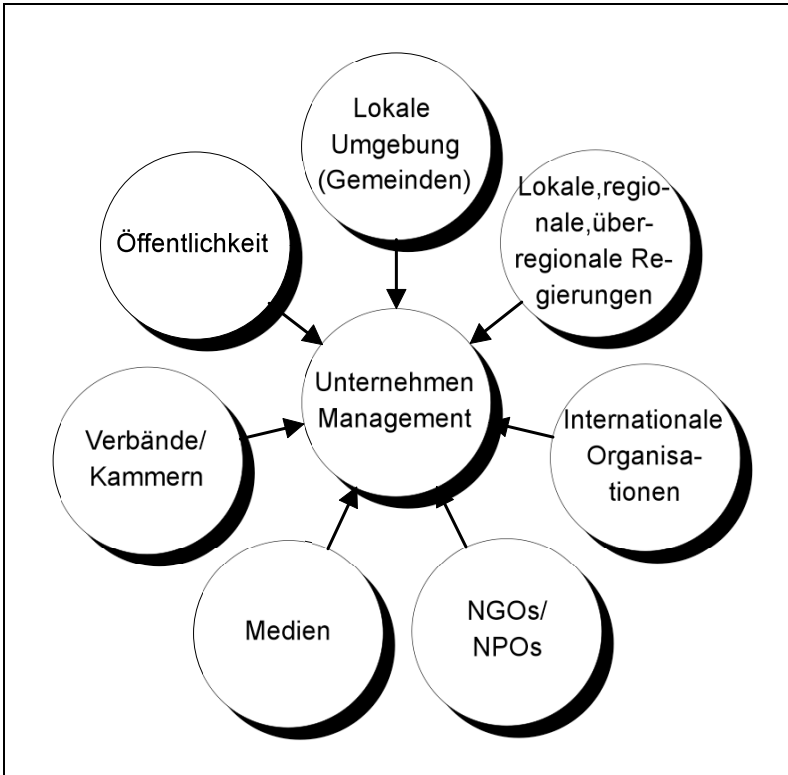 Lokale
Umgebung
(Gemeinden)
Lokale,regio-
nale,über-
regionale Re-
gierungen
Öffentlichkeit
Unternehmen
Management
Internationale
Organisa-
tionen
Verbände/
Kammern
NGOs/
NPOs
Medien